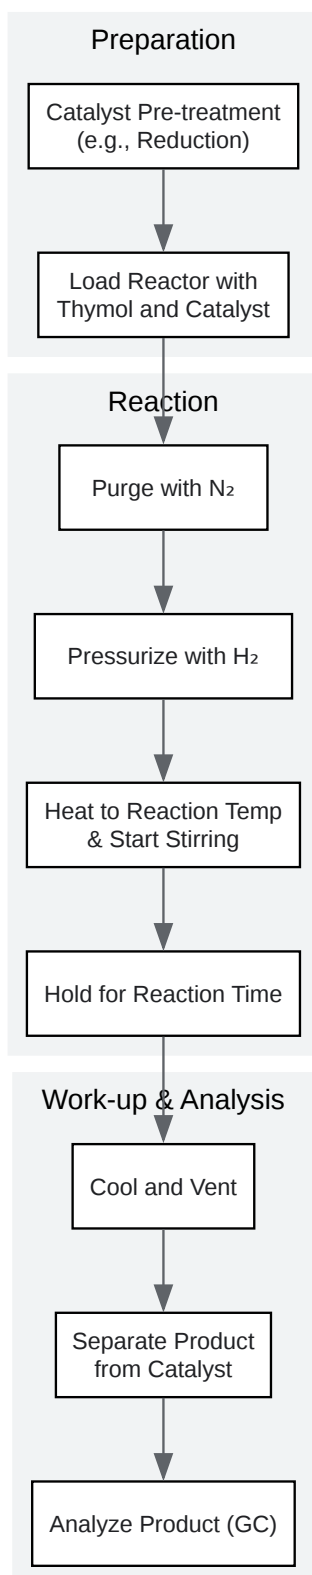 Preparation
Catalyst Pre-treatment
(e.g., Reduction)
Load Reactor with
Thymol and Catalyst
Reaction
Purge with N₂
Pressurize with H₂
Heat to Reaction Temp
& Start Stirring
Hold for Reaction Time
Work-up & Analysis
Cool and Vent
Separate Product
from Catalyst
Analyze Product (GC)